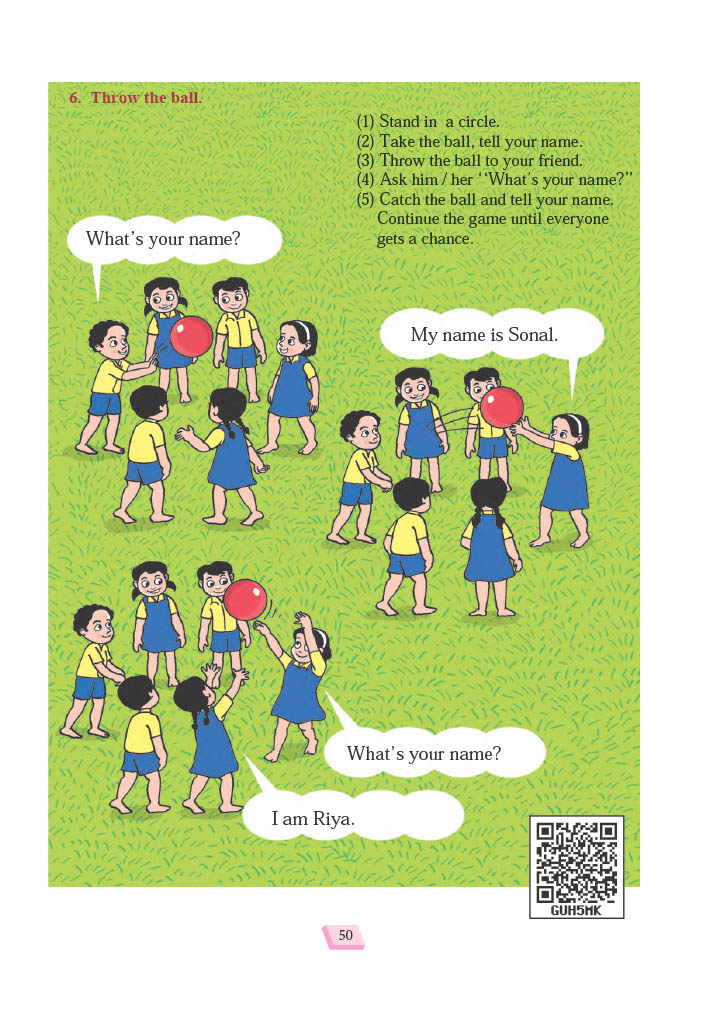 6. Throw the ball.
(1) Stand in a circle.
(2) Take the ball, tell your name.
(3) Throw the ball to your friend.
(4) Ask him / her ‘‘What's your name?’’
(5) Catch the ball and tell your name.
Continue the game until everyone
gets a chance.
What’s your name?
My name is Sonal.
What’s your name?
I am Riya.
GUH5MK
50